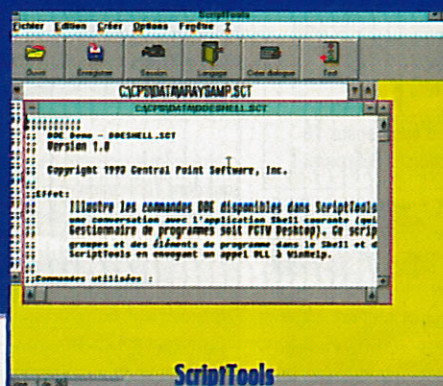 ScriptTools
Fichier Edition Créer Options Fenêtre ?
Ouvrir Enregistrer Session Langage Créer dialogue Test
C:\CPS\DATA\ARAYSAMP.SCT
C:\CPS\DATA\DDESHELL.SCT
;;;;;;;;;;
;; DDE Demo - DDESHELL.SCT
;; Version 1.0
;;
;; Copyright 1993 Central Point Software, Inc.
;;
;;Effet:
;; Illustre les commandes DDE disponibles dans ScriptTools
;; une conversation avec l'application Shell courante (qui
;; Gestionnaire de programmes soit PCTV Desktop). Ce scrip
;; groupes et des éléments de programme dans le Shell et d
;; ScriptTools en envoyant un appel DLL à WinHelp.
;;
;;Commandes utilisées :
ScriptTools